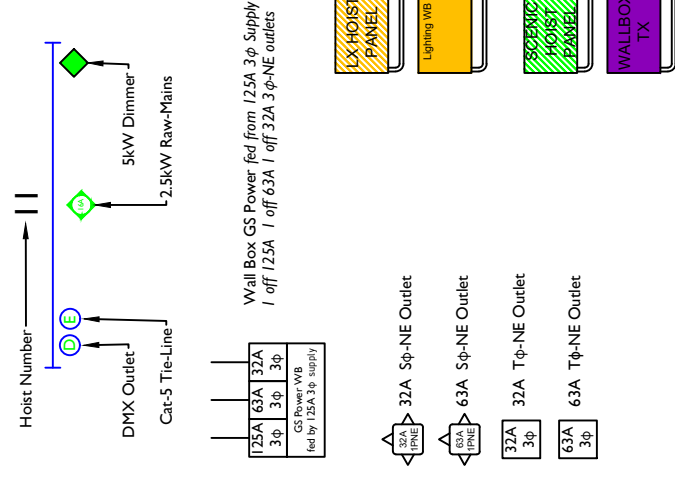 Hoist Number
11
16A
5kW Dimmer
2.5kW Raw-Mains
D E
DMX Outlet
Cat-5 Tie-Line
Wall Box GS Power fed from 125A 3ϕ Supply
1 off 125A 1 off 63A 1 off 32A 3ϕ-NE outlets
125A 63A 32A
3ϕ 3ϕ 3ϕ
GS Power WB
fed by 125A 3ϕ supply
32A
1PNE
32A Sϕ-NE Outlet
63A
1PNE
63A Sϕ-NE Outlet
32A
3ϕ
32A Tϕ-NE Outlet
63A
3ϕ
63A Tϕ-NE Outlet
LX HOIST
PANEL
Lighting WB
SCENIC
HOIST
PANEL
WALLBOX
TX